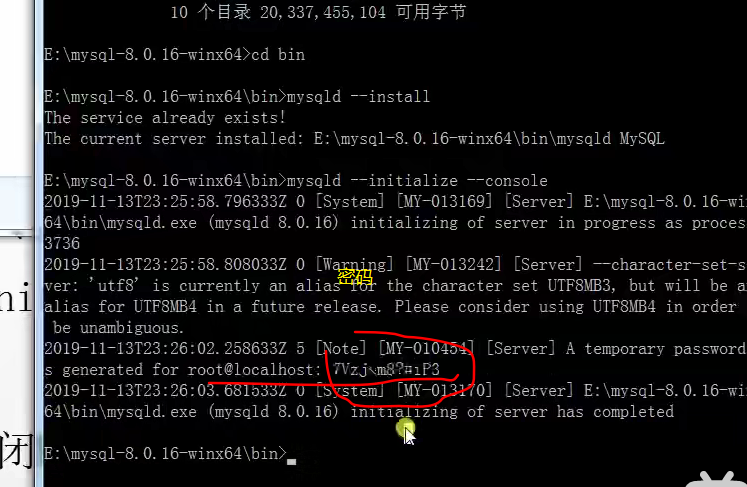 10 个目录 20,337,455,104 可用字节
E:\mysql-8.0.16-winx64>cd bin
E:\mysql-8.0.16-winx64\bin>mysqld --install
The service already exists!
The current server installed: E:\mysql-8.0.16-winx64\bin\mysqld MySQL
E:\mysql-8.0.16-winx64\bin>mysqld --initialize --console
2019-11-13T23:25:58.796333Z 0 [System] [MY-013169] [Server] E:\mysql-8.0.16-wi
64\bin\mysqld.exe (mysqld 8.0.16) initializing of server in progress as proces
3736
2019-11-13T23:25:58.808033Z 0 [Warning] [MY-013242] [Server] --character-set-s
密码
ver: 'utf8' is currently an alias for the character set UTF8MB3, but will be a
ni
alias for UTF8MB4 in a future release. Please consider using UTF8MB4 in order
be unambiguous.
2019-11-13T23:26:02.258633Z 5 [Note] [MY-010454] [Server] A temporary password
s generated for root@localhost:
2019-11-13T23:26:03.681533Z 0 [System] [MY-013170] [Server] E:\mysql-8.0.16-wi
64\bin\mysqld.exe (mysqld 8.0.16) initializing of server has completed
闭
E:\mysql-8.0.16-winx64\bin>